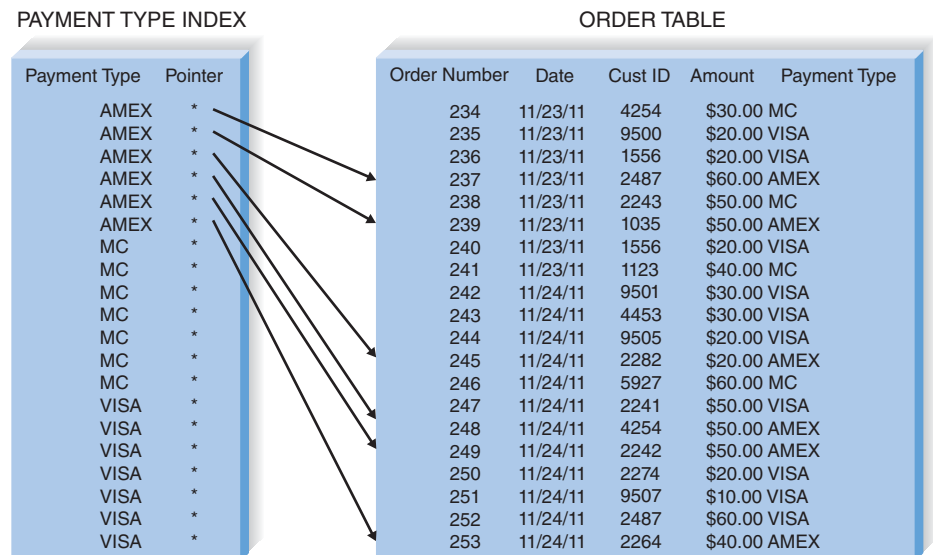 PAYMENT TYPE INDEX
Payment Type Pointer
AMEX *
AMEX *
AMEX *
AMEX *
AMEX *
AMEX *
MC *
MC *
MC *
MC *
MC *
MC *
MC *
VISA *
VISA *
VISA *
VISA *
VISA *
VISA *
VISA *
ORDER TABLE
Order Number Date Cust ID Amount Payment Type
234 11/23/11 4254 $30.00 MC
235 11/23/11 9500 $20.00 VISA
236 11/23/11 1556 $20.00 VISA
237 11/23/11 2487 $60.00 AMEX
238 11/23/11 2243 $50.00 MC
239 11/23/11 1035 $50.00 AMEX
240 11/23/11 1556 $20.00 VISA
241 11/23/11 1123 $40.00 MC
242 11/24/11 9501 $30.00 VISA
243 11/24/11 4453 $30.00 VISA
244 11/24/11 9505 $20.00 VISA
245 11/24/11 2282 $20.00 AMEX
246 11/24/11 5927 $60.00 MC
247 11/24/11 2241 $50.00 VISA
248 11/24/11 4254 $50.00 AMEX
249 11/24/11 2242 $50.00 AMEX
250 11/24/11 2274 $20.00 VISA
251 11/24/11 9507 $10.00 VISA
252 11/24/11 2487 $60.00 VISA
253 11/24/11 2264 $40.00 AMEX